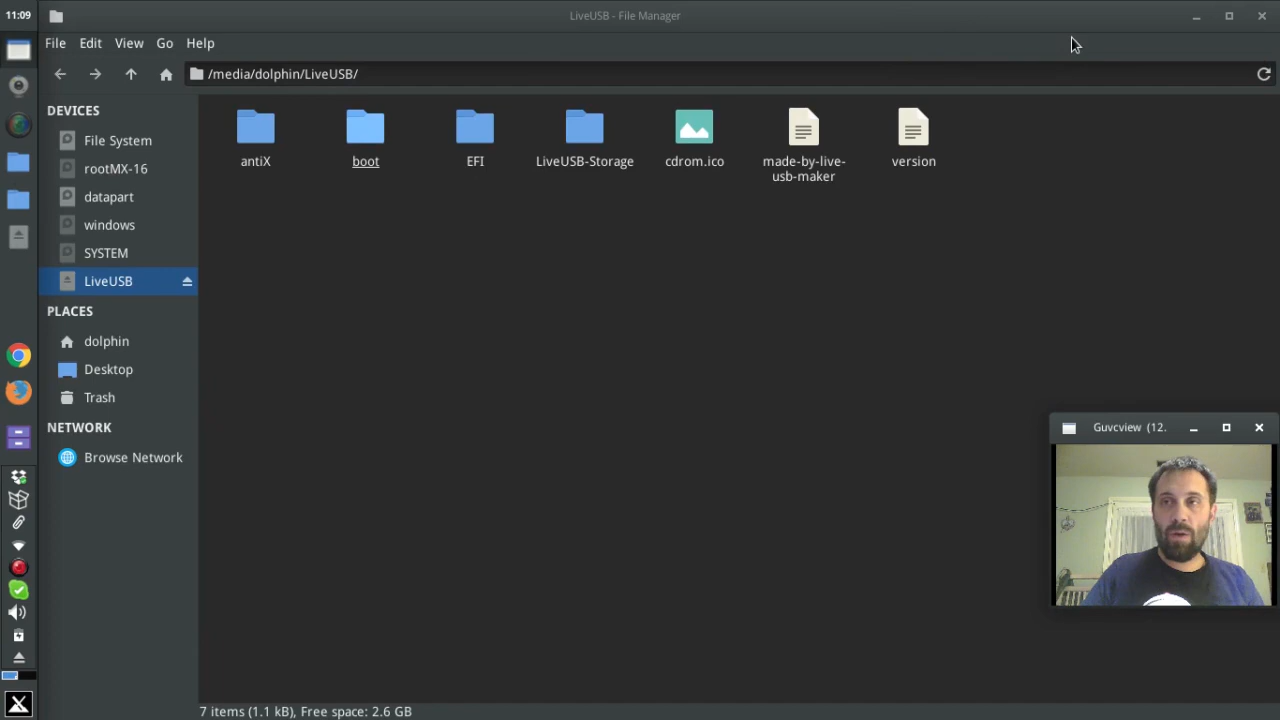 11:09
LiveUSB - File Manager
File Edit View Go Help
/media/dolphin/LiveUSB/
DEVICES
File System
rootMX-16
datapart
windows
SYSTEM
LiveUSB
PLACES
dolphin
Desktop
Trash
NETWORK
Browse Network
antiX
boot
EFI
LiveUSB-Storage
cdrom.ico
made-by-live-
usb-maker
version
Guvcview (12.
7 items (1.1 kB), Free space: 2.6 GB